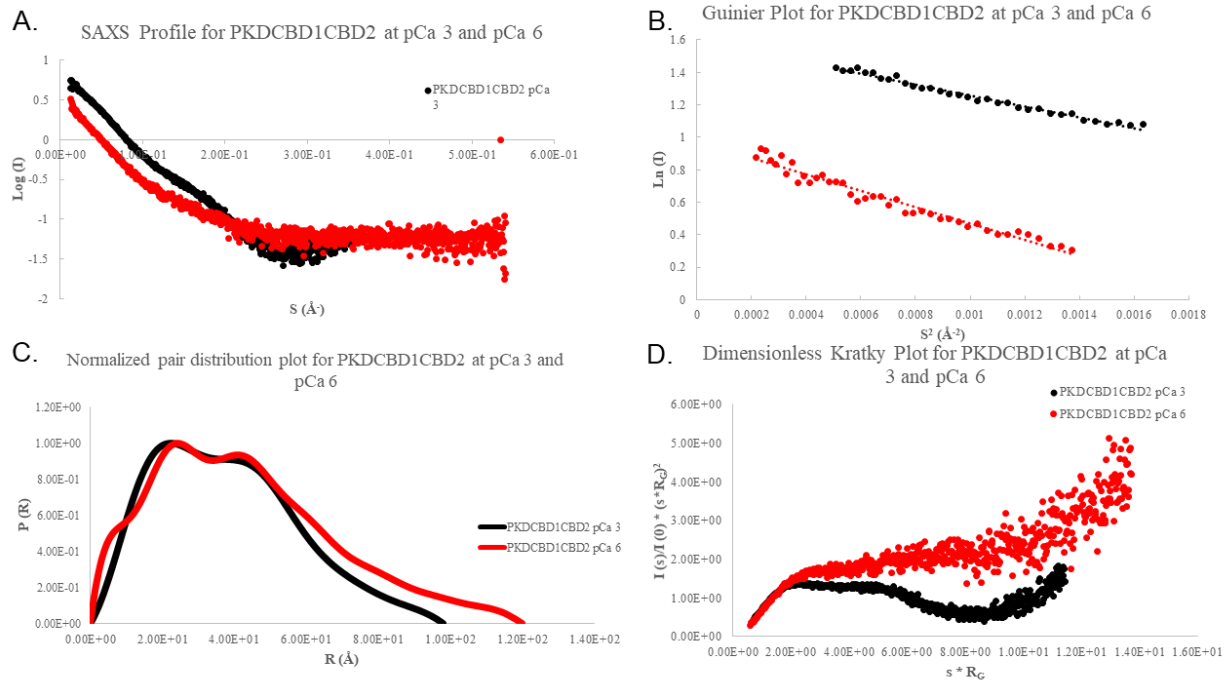 A.
SAXS Profile for PKDCBD1CBD2 at pCa 3 and pCa 6
1
0.5
0
-0.5
-1
-1.5
-2
0.00E+00 1.00E-01 2.00E-01 3.00E-01 4.00E-01 5.00E-01 6.00E-01
Log (I)
S (Å-)
PKDCBD1CBD2 pCa
3
B.
Guinier Plot for PKDCBD1CBD2 at pCa 3 and pCa 6
1.6
1.4
1.2
1
0.8
0.6
0.4
0.2
0
0 0.0002 0.0004 0.0006 0.0008 0.001 0.0012 0.0014 0.0016 0.0018
Ln (I)
S² (Å-²)
C.
Normalized pair distribution plot for PKDCBD1CBD2 at pCa 3 and
pCa 6
1.20E+00
1.00E+00
8.00E-01
6.00E-01
4.00E-01
2.00E-01
0.00E+00
0.00E+00 2.00E+01 4.00E+01 6.00E+01 8.00E+01 1.00E+02 1.20E+02 1.40E+02
P (R)
R (Å)
PKDCBD1CBD2 pCa 3
PKDCBD1CBD2 pCa 6
D.
Dimensionless Kratky Plot for PKDCBD1CBD2 at pCa
3 and pCa 6
PKDCBD1CBD2 pCa 3
PKDCBD1CBD2 pCa 6
6.00E+00
5.00E+00
4.00E+00
3.00E+00
2.00E+00
1.00E+00
0.00E+00
0.00E+00 2.00E+00 4.00E+00 6.00E+00 8.00E+00 1.00E+01 1.20E+01 1.40E+01 1.60E+01
I (s)/I (0) * (s*RG)²
s * RG